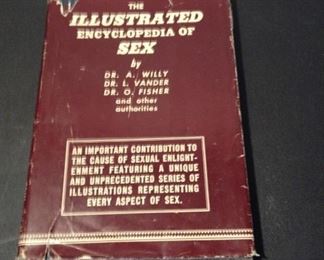 THE
ILLUSTRATED
ENCYCLOPEDIA OF
SEX
by
DR. A. WILLY
DR. L. VANDER
DR. O. FISHER
and other
authorities
AN IMPORTANT CONTRIBUTION TO
THE CAUSE OF SEXUAL ENLIGHT-
ENMENT FEATURING A UNIQUE
AND UNPRECEDENTED SERIES OF
ILLUSTRATIONS REPRESENTING
EVERY ASPECT OF SEX.